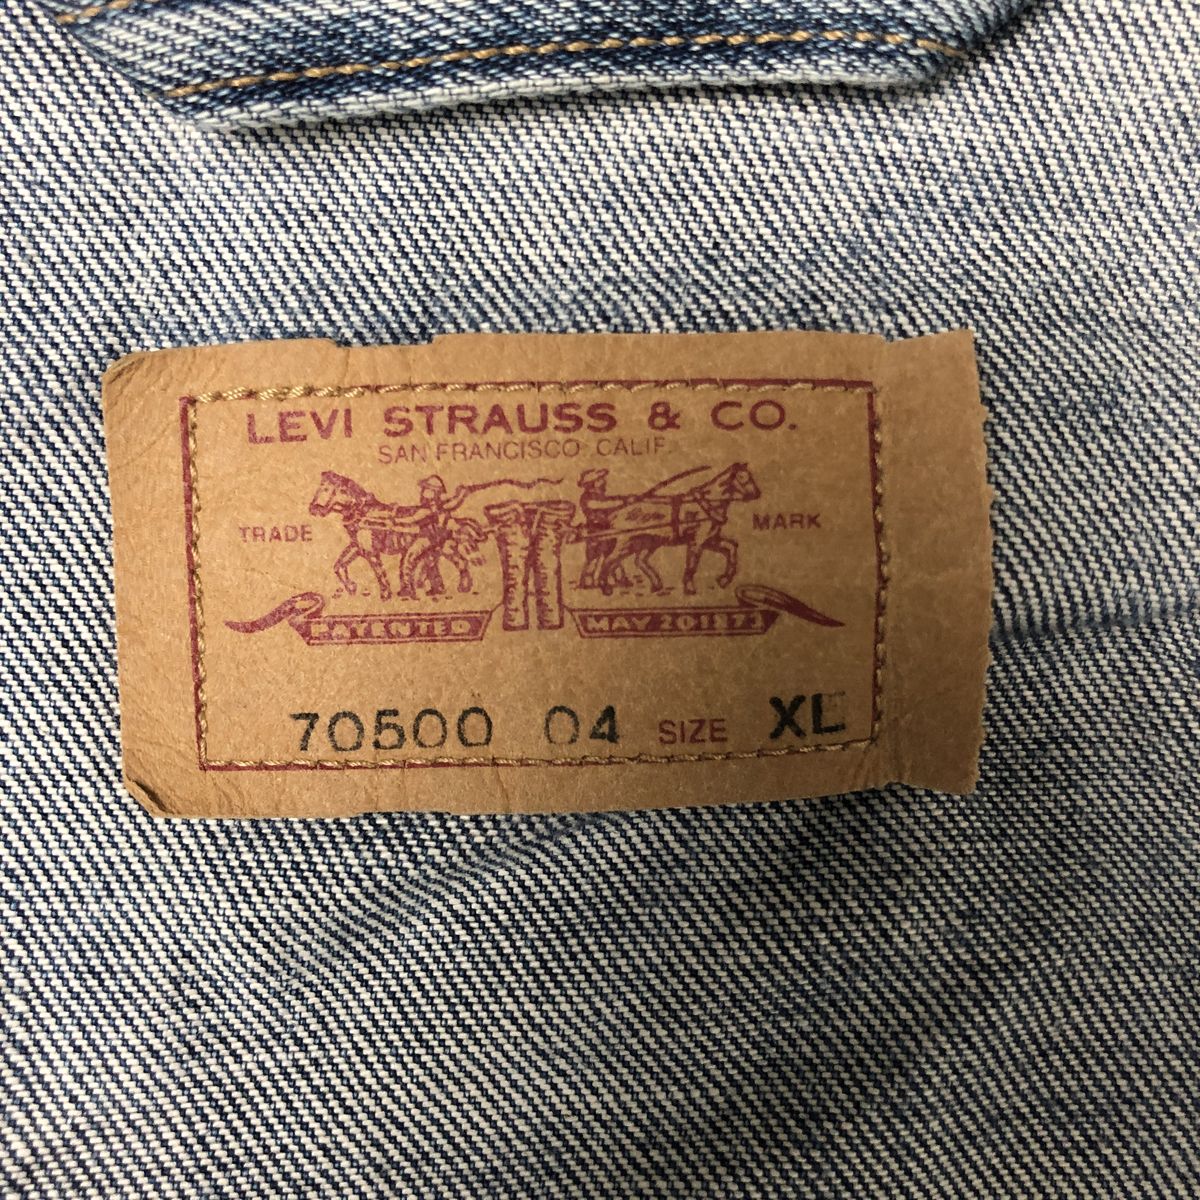 LEVI STRAUSS & CO.
SAN FRANCISCO CALIF.
TRADE MARK
PATENTED MAY 20 1873
70500 04 SIZE XL